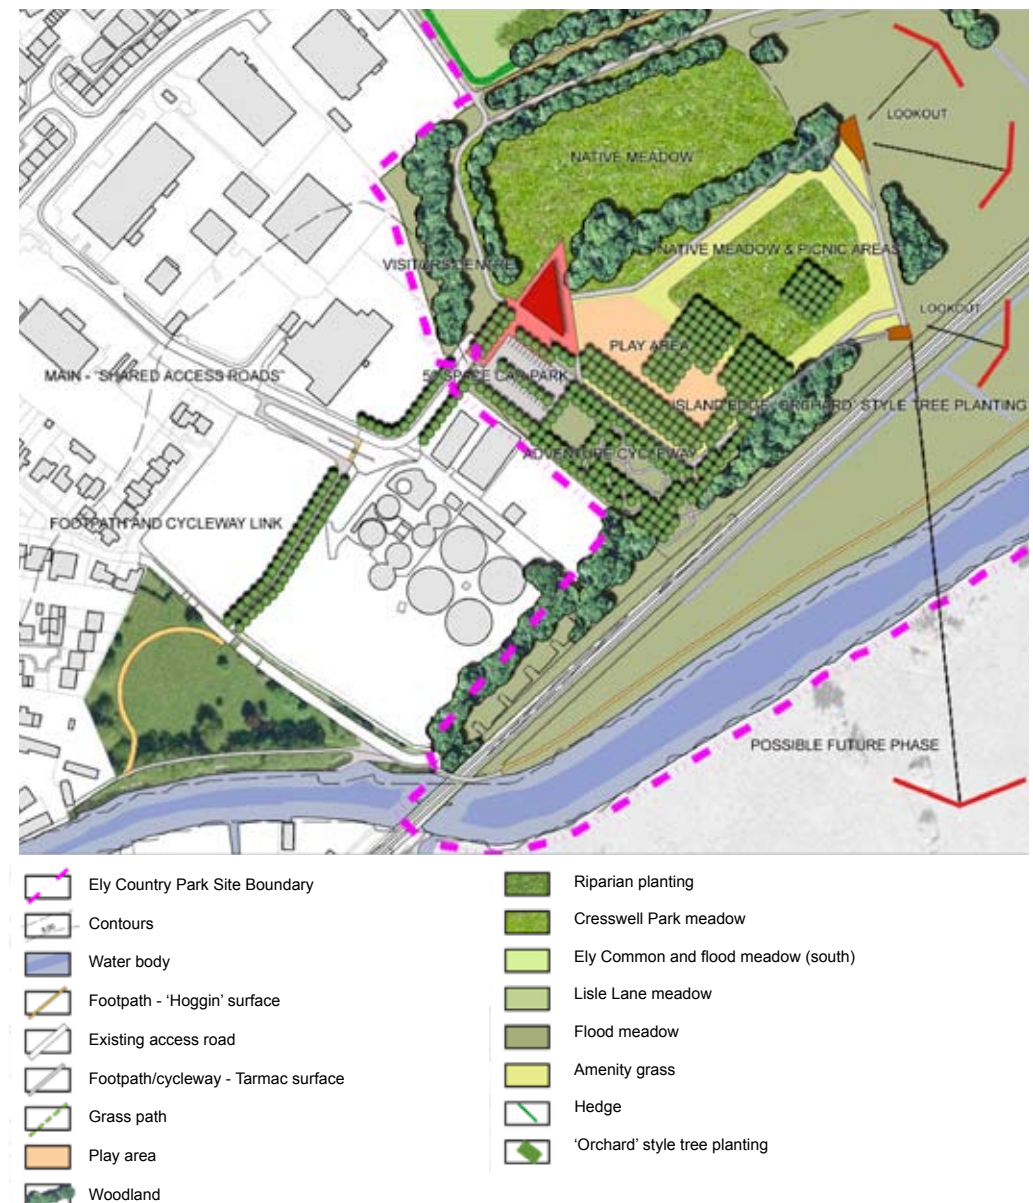 LOOKOUT
NATIVE MEADOW
NATIVE MEADOW & PICNIC AREAS
VISITORS CENTRE
LOOKOUT
PLAY AREA
MAIN - "SHARED ACCESS ROADS"
SPACE CAR-PARK
ISLAND EDGE 'ORCHARD' STYLE TREE PLANTING
ADVENTURE CYCLEWAY
FOOTPATH AND CYCLEWAY LINK
POSSIBLE FUTURE PHASE
Ely Country Park Site Boundary
Contours
Water body
Footpath - ‘Hoggin’ surface
Existing access road
Footpath/cycleway - Tarmac surface
Grass path
Play area
Woodland
Riparian planting
Cresswell Park meadow
Ely Common and flood meadow (south)
Lisle Lane meadow
Flood meadow
Amenity grass
Hedge
‘Orchard’ style tree planting